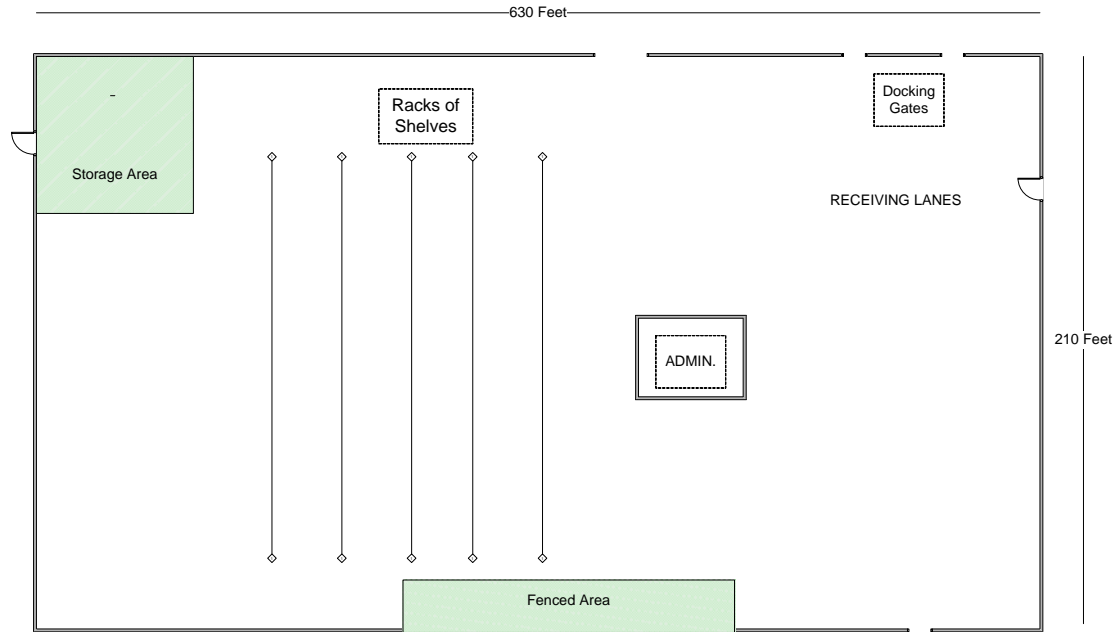 630 Feet
-
Racks of
Shelves
Docking
Gates
Storage Area
RECEIVING LANES
210 Feet
ADMIN.
Fenced Area